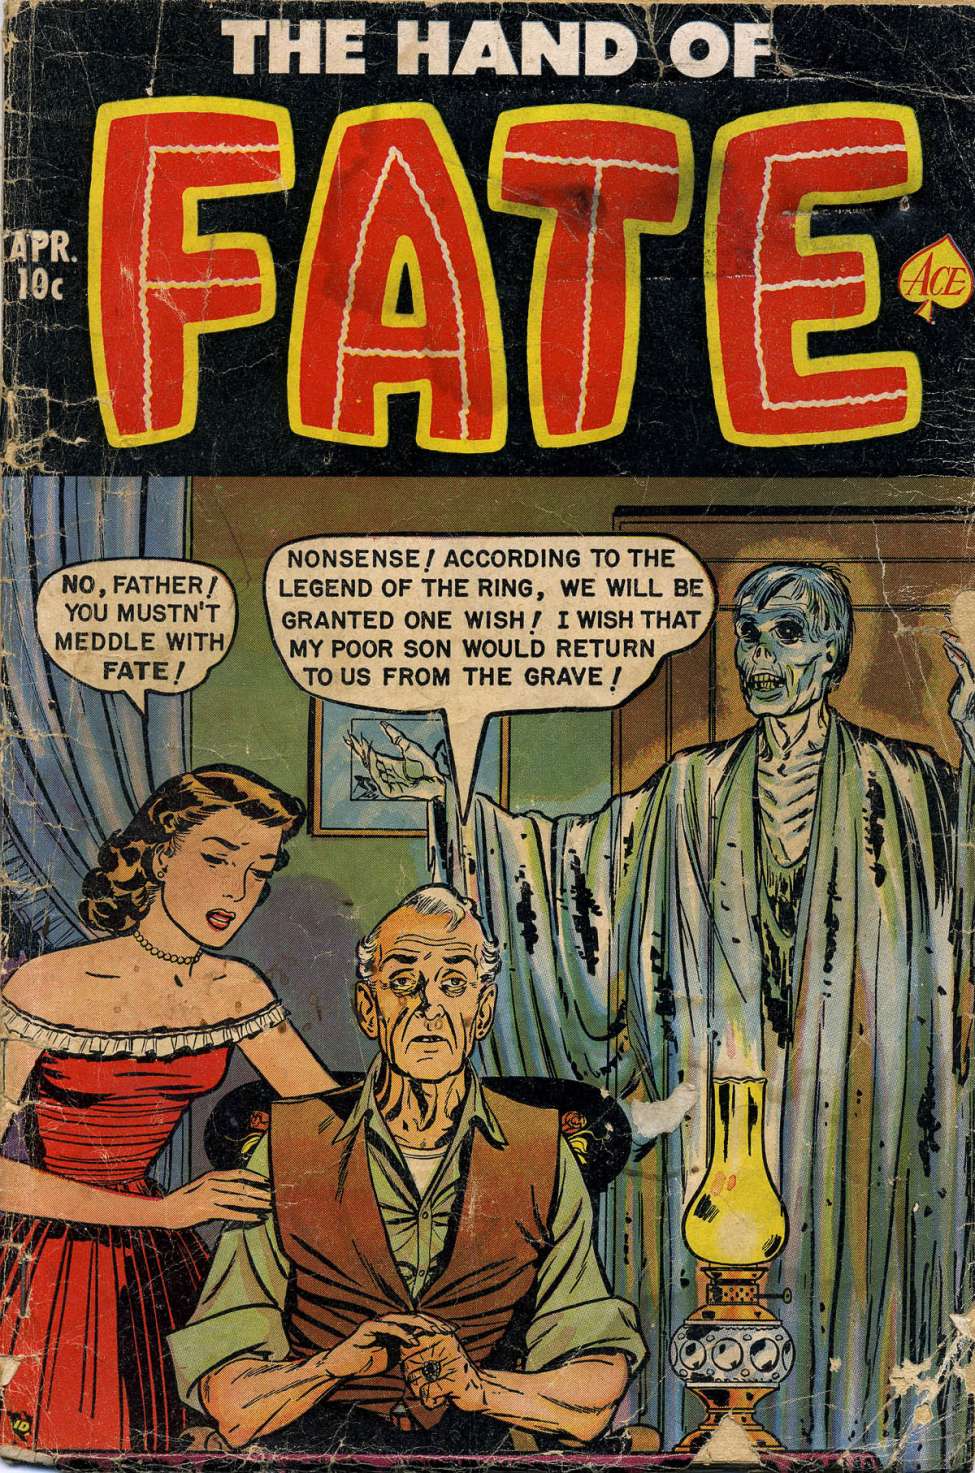 THE HAND OF
FATE
APR.
10c
ACE
NO, FATHER!
YOU MUSTN'T
MEDDLE WITH
FATE!
NONSENSE! ACCORDING TO THE
LEGEND OF THE RING, WE WILL BE
GRANTED ONE WISH! I WISH THAT
MY POOR SON WOULD RETURN
TO US FROM THE GRAVE!